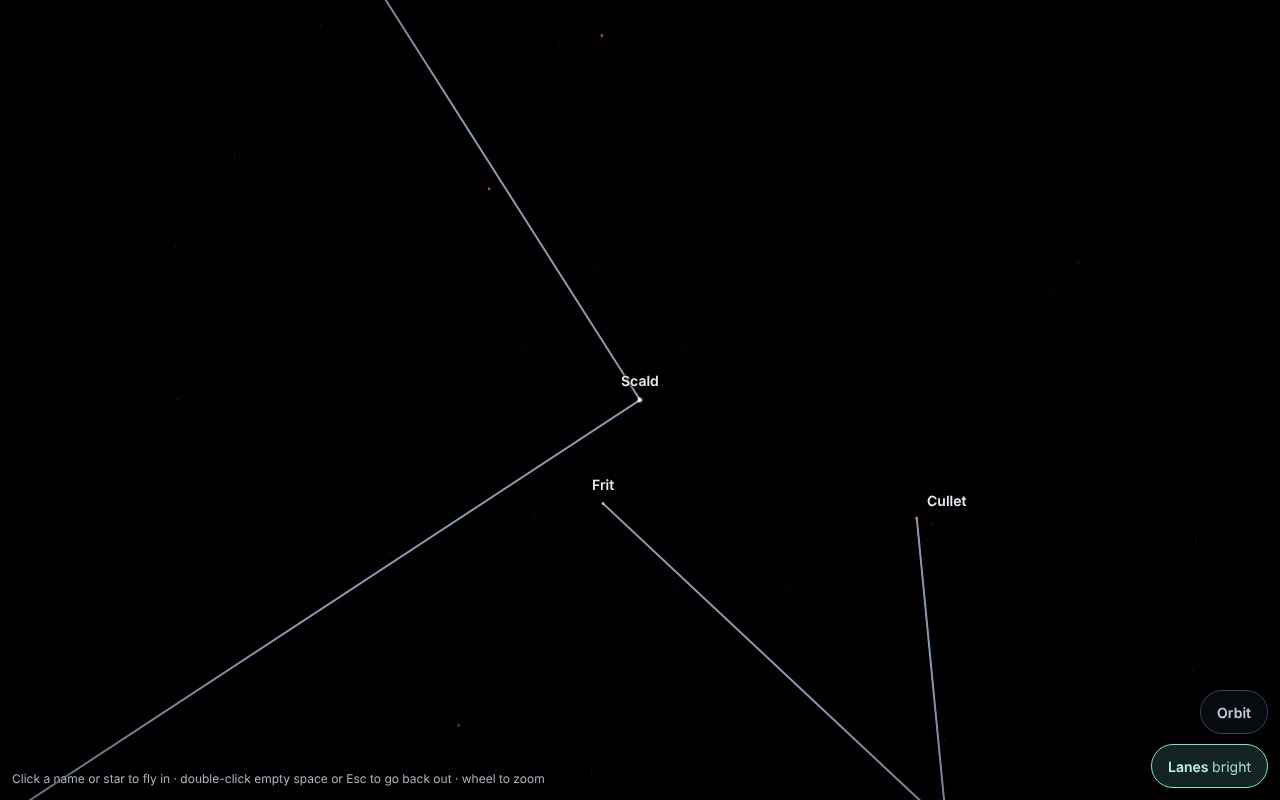 Scald
Frit
Cullet
Orbit
Lanes bright
Click a name or star to fly in · double-click empty space or Esc to go back out · wheel to zoom